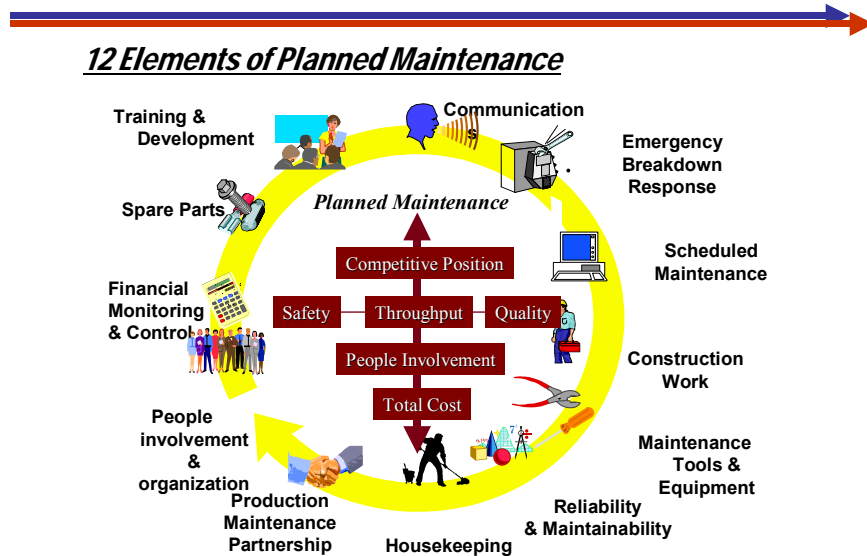 12 Elements of Planned Maintenance
Communication
s
Training &
Development
Emergency
Breakdown
Response
Spare Parts
Planned Maintenance
Scheduled
Maintenance
Competitive Position
Financial
Monitoring
& Control
Safety
Throughput
Quality
People Involvement
Construction
Work
Total Cost
People
involvement
&
organization
Maintenance
Tools &
Equipment
Production
Maintenance
Partnership
Reliability
& Maintainability
Housekeeping